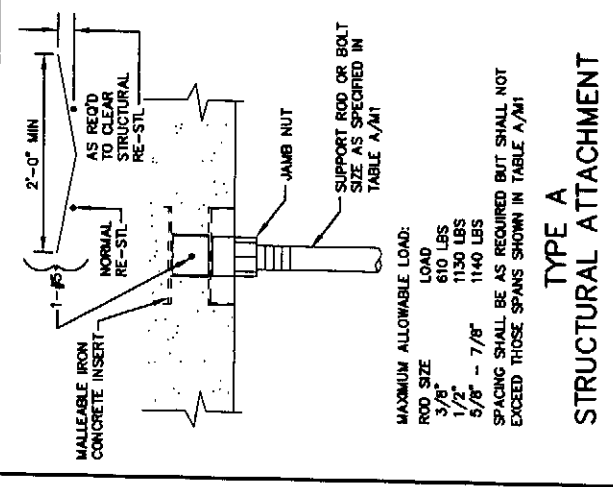 2'-0" MIN
1-#5
AS REQ'D
TO CLEAR
STRUCTURAL
RE-STL
NORMAL
RE-STL
MALLEABLE IRON
CONCRETE INSERT
JAMB NUT
SUPPORT ROD OR BOLT
SIZE AS SPECIFIED IN
TABLE A/M1
MAXIMUM ALLOWABLE LOAD:
ROD SIZE LOAD
3/8" 610 LBS
1/2" 1130 LBS
5/8" - 7/8" 1140 LBS
SPACING SHALL BE AS REQUIRED BUT SHALL NOT
EXCEED THOSE SPANS SHOWN IN TABLE A/M1
TYPE A
STRUCTURAL ATTACHMENT